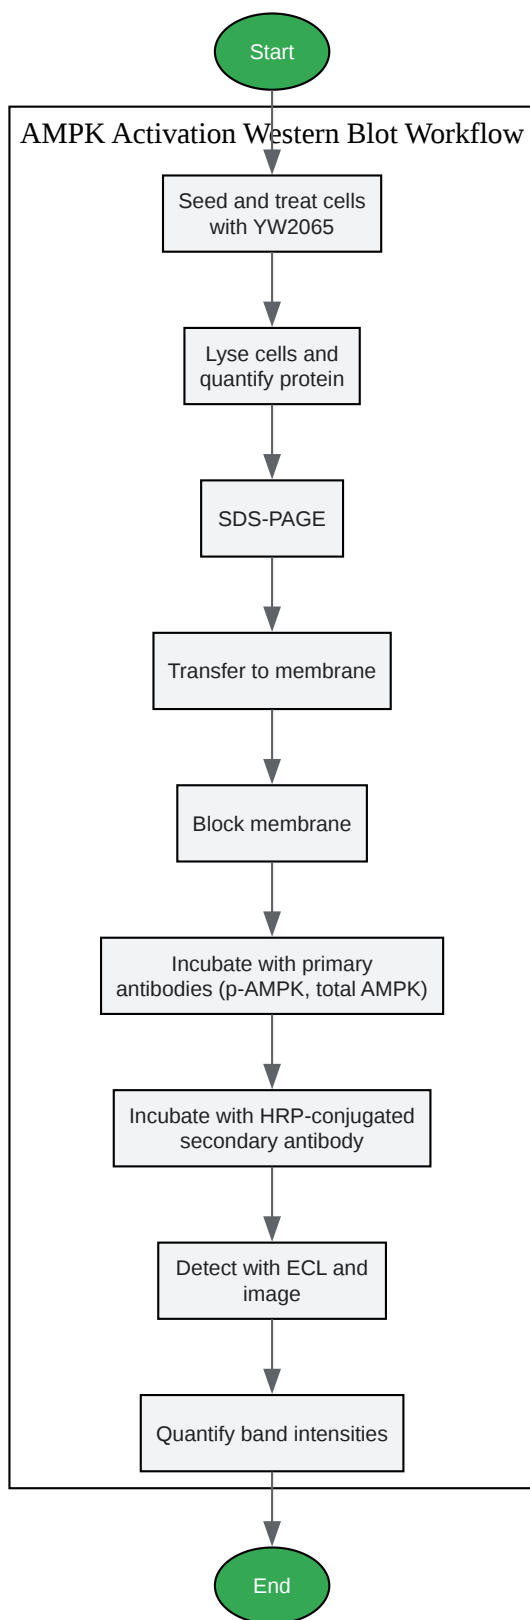 Start
AMPK Activation Western Blot Workflow
Seed and treat cells
with YW2065
Lyse cells and
quantify protein
SDS-PAGE
Transfer to membrane
Block membrane
Incubate with primary
antibodies (p-AMPK, total AMPK)
Incubate with HRP-conjugated
secondary antibody
Detect with ECL and
image
Quantify band intensities
End